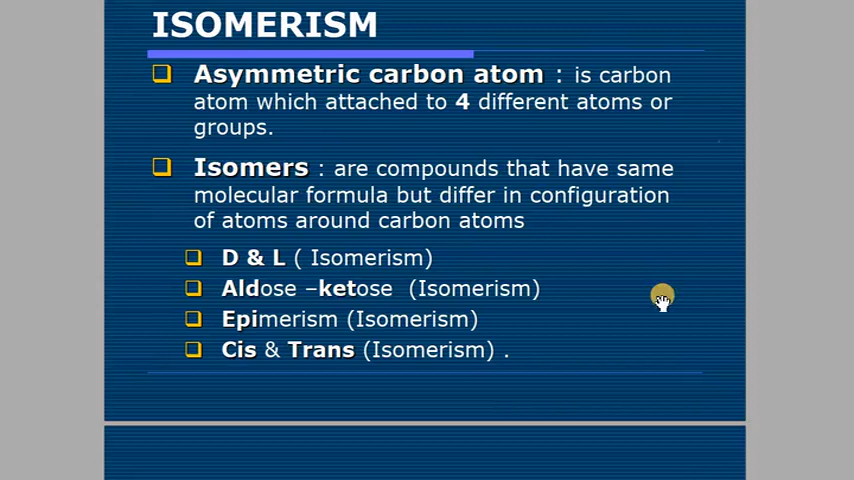 ISOMERISM
Asymmetric carbon atom : is carbon
atom which attached to 4 different atoms or
groups.
Isomers : are compounds that have same
molecular formula but differ in configuration
of atoms around carbon atoms
D & L ( Isomerism)
Aldose –ketose (Isomerism)
Epimerism (Isomerism)
Cis & Trans (Isomerism) .